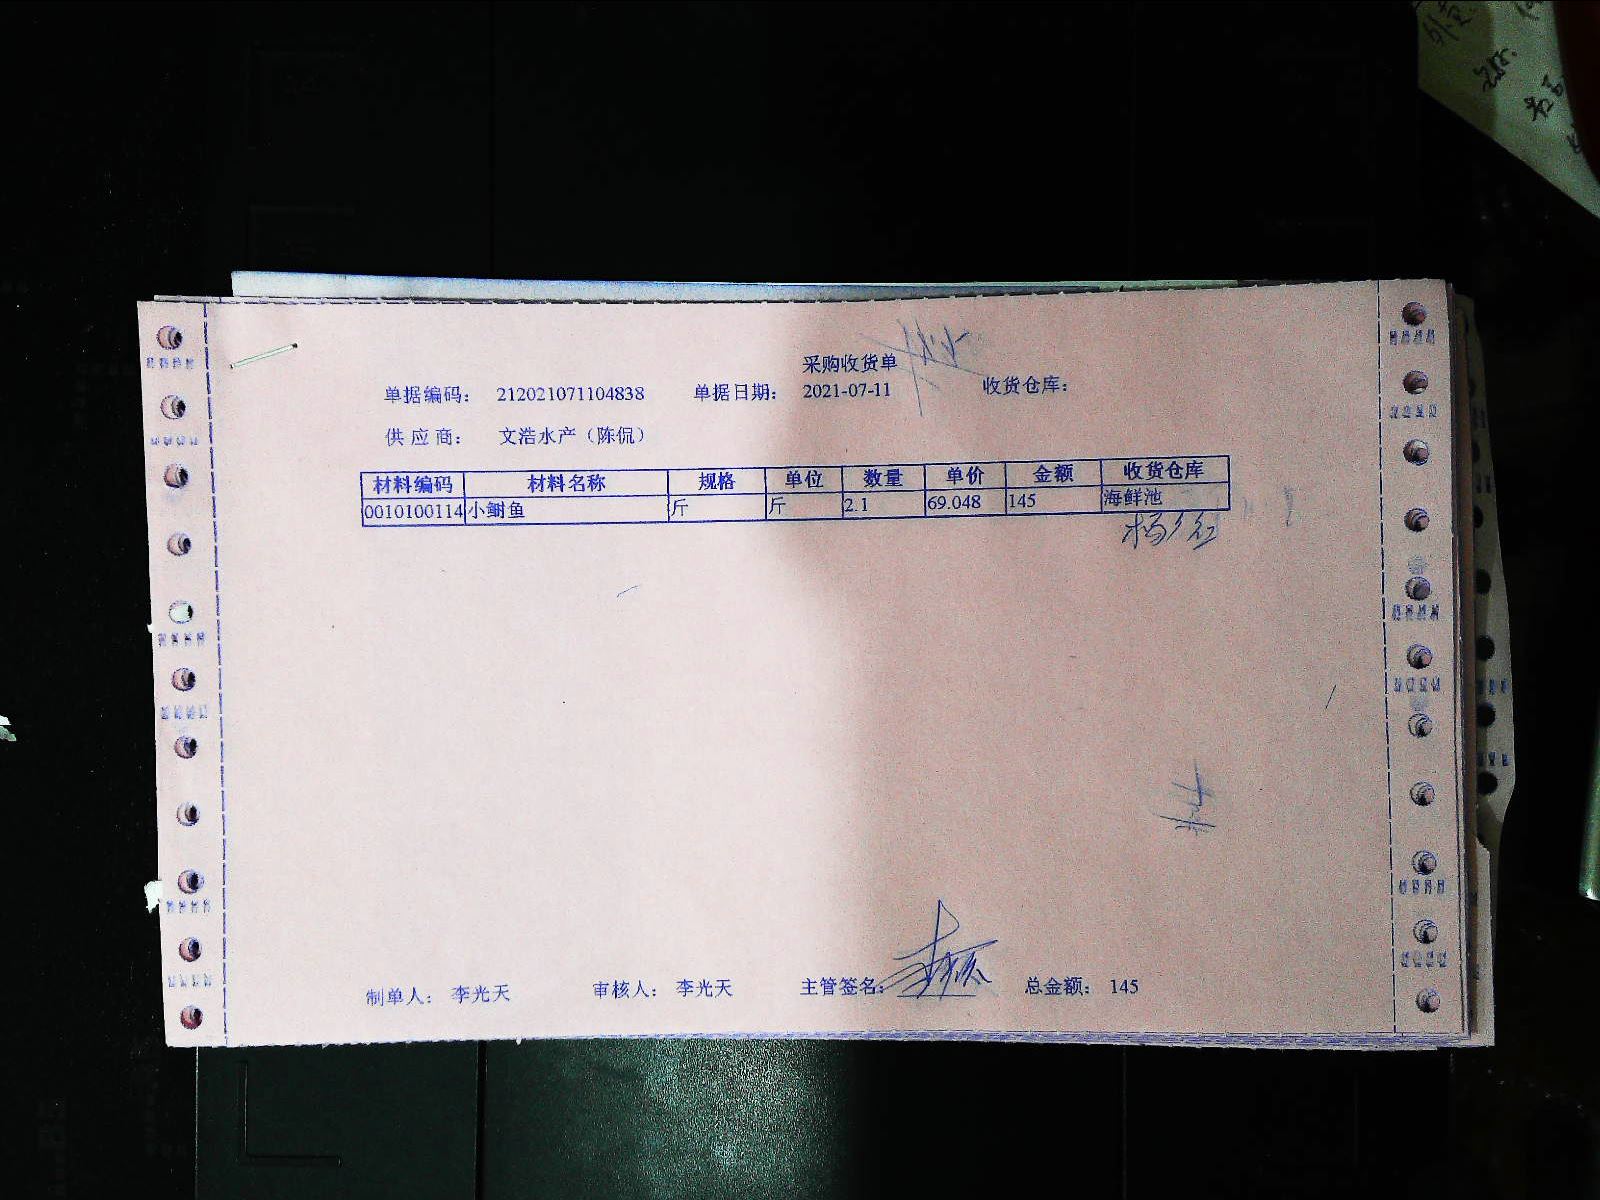 采购收货单
单据编码: 212021071104838 单据日期: 2021-07-11 收货仓库:
供 应 商: 文浩水产（陈侃）
材料编码 材料名称 规格 单位 数量 单价 金额 收货仓库
0010100114 小鮰鱼 斤 斤 2.1 69.048 145 海鲜池
制单人: 李光天 审核人: 李光天 主管签名: 总金额: 145